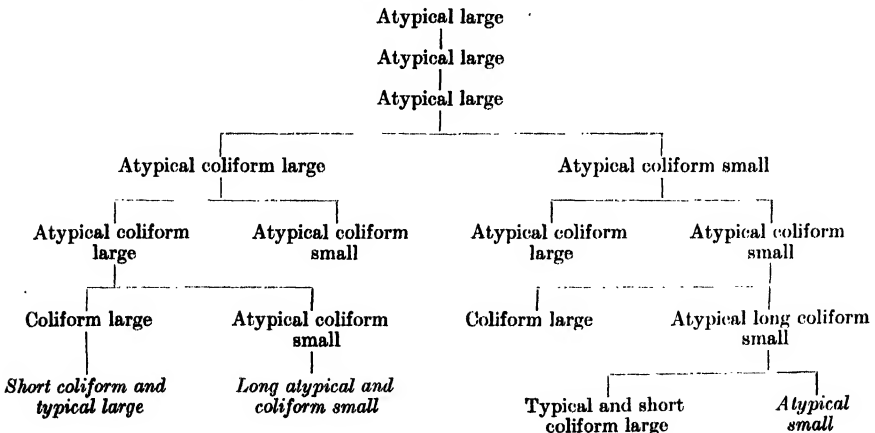 Atypical large
Atypical large
Atypical large
Atypical coliform large
Atypical coliform small
Atypical coliform
large
Atypical coliform
small
Atypical coliform
large
Atypical coliform
small
Coliform large
Atypical coliform
small
Coliform large
Atypical long coliform
small
Short coliform and
typical large
Long atypical and
coliform small
Typical and short
coliform large
Atypical
small